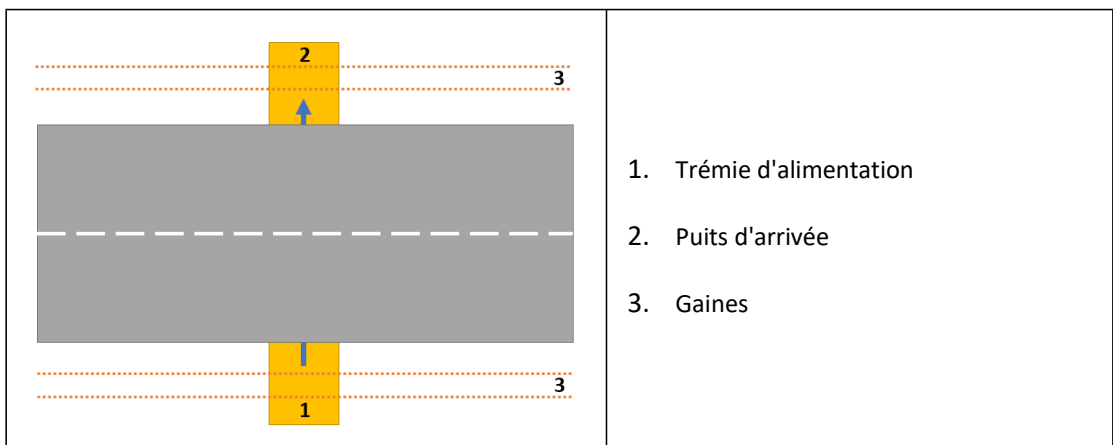 2
3
3
1
1. Trémie d'alimentation
2. Puits d'arrivée
3. Gaines